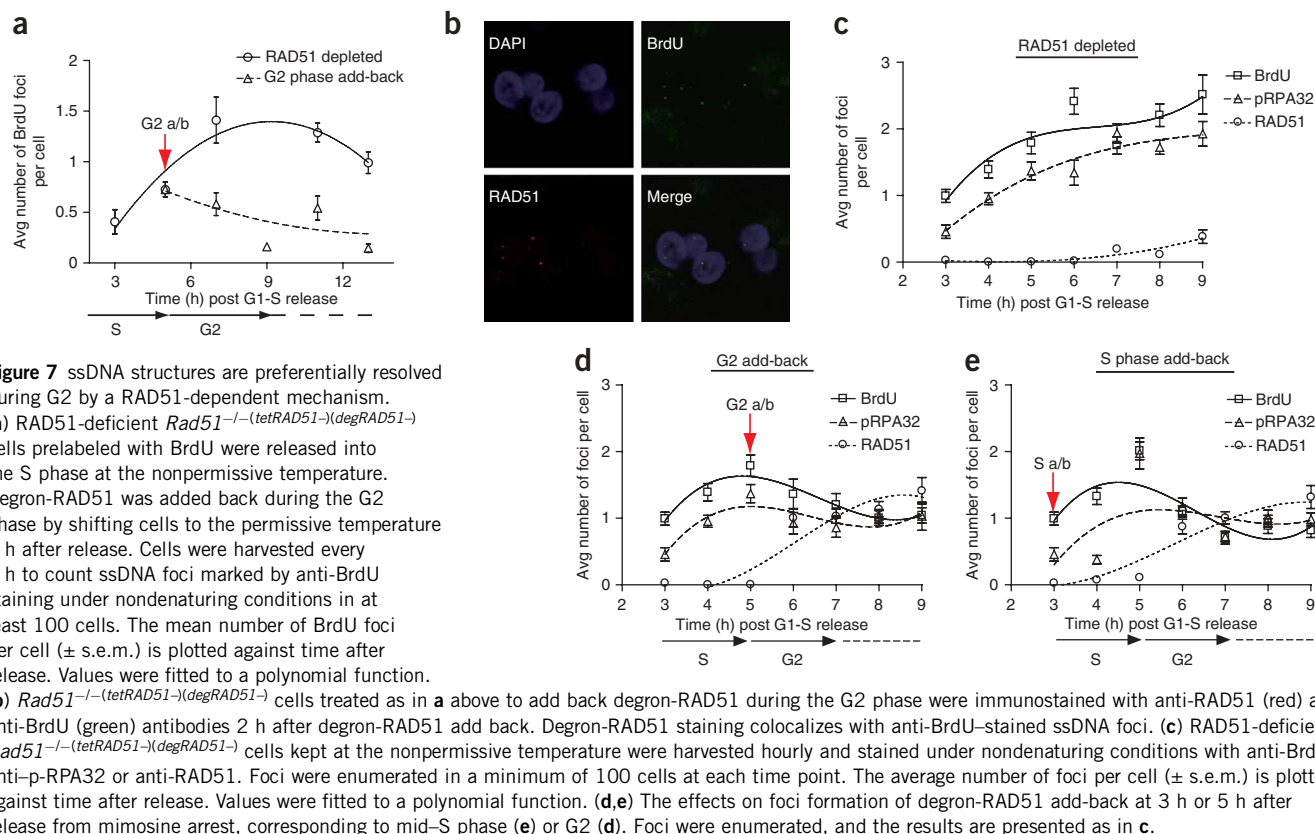 a
2
1.5
1
0.5
0
Avg number of BrdU foci
per cell
RAD51 depleted
G2 phase add-back
G2 a/b
3 6 9 12
Time (h) post G1-S release
S G2
b
DAPI
BrdU
RAD51
Merge
c
RAD51 depleted
3
2
1
0
Avg number of foci
per cell
BrdU
pRPA32
RAD51
2 3 4 5 6 7 8 9
Time (h) post G1-S release
d
G2 add-back
3
2
1
0
Avg number of foci per cell
G2 a/b
BrdU
pRPA32
RAD51
2 3 4 5 6 7 8 9
Time (h) post G1-S release
S G2
e
S phase add-back
3
2
1
0
Avg number of foci per cell
S a/b
BrdU
pRPA32
RAD51
2 3 4 5 6 7 8 9
Time (h) post G1-S release
S G2
igure 7 ssDNA structures are preferentially resolved
uring G2 by a RAD51-dependent mechanism.
) RAD51-deficient Rad51−/−(tetRAD51−)(degRAD51−)
ells prelabeled with BrdU were released into
he S phase at the nonpermissive temperature.
egron-RAD51 was added back during the G2
hase by shifting cells to the permissive temperature
h after release. Cells were harvested every
h to count ssDNA foci marked by anti-BrdU
taining under nondenaturing conditions in at
east 100 cells. The mean number of BrdU foci
er cell (± s.e.m.) is plotted against time after
elease. Values were fitted to a polynomial function.
) Rad51−/−(tetRAD51−)(degRAD51−) cells treated as in a above to add back degron-RAD51 during the G2 phase were immunostained with anti-RAD51 (red) a
nti-BrdU (green) antibodies 2 h after degron-RAD51 add back. Degron-RAD51 staining colocalizes with anti-BrdU–stained ssDNA foci. (c) RAD51-deficie
ad51−/−(tetRAD51−)(degRAD51−) cells kept at the nonpermissive temperature were harvested hourly and stained under nondenaturing conditions with anti-Brd
nti–p-RPA32 or anti-RAD51. Foci were enumerated in a minimum of 100 cells at each time point. The average number of foci per cell (± s.e.m.) is plott
gainst time after release. Values were fitted to a polynomial function. (d,e) The effects on foci formation of degron-RAD51 add-back at 3 h or 5 h after
elease from mimosine arrest, corresponding to mid–S phase (e) or G2 (d). Foci were enumerated, and the results are presented as in c.